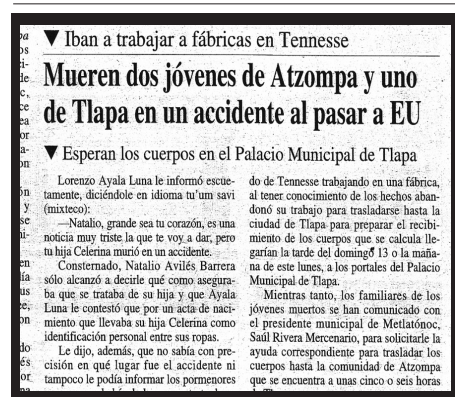 ▼ Iban a trabajar a fábricas en Tennesse
Mueren dos jóvenes de Atzompa y uno
de Tlapa en un accidente al pasar a EU
▼ Esperan los cuerpos en el Palacio Municipal de Tlapa
Lorenzo Ayala Luna le informó escue-
tamente, diciéndole en idioma tu'um savi
(mixteco):
—Natalio, grande sea tu corazón, es una
noticia muy triste la que te voy a dar, pero
tu hija Celerina murió en un accidente.
Consternado, Natalio Avilés Barrera
sólo alcanzó a decirle qué como asegura-
ba que se trataba de su hija y que Ayala
Luna le contestó que por un acta de naci-
miento que llevaba su hija Celerina como
identificación personal entre sus ropas.
Le dijo, además, que no sabía con pre-
cisión en qué lugar fue el accidente ni
tampoco le podía informar los pormenores
do de Tennesse trabajando en una fábrica,
al tener conocimiento de los hechos aban-
donó su trabajo para trasladarse hasta la
ciudad de Tlapa para preparar el recibi-
miento de los cuerpos que se calcula lle-
garían la tarde del domingo 13 o la maña-
na de este lunes, a los portales del Palacio
Municipal de Tlapa.
Mientras tanto, los familiares de los
jóvenes muertos se han comunicado con
el presidente municipal de Metlatónoc,
Saúl Rivera Mercenario, para solicitarle la
ayuda correspondiente para trasladar los
cuerpos hasta la comunidad de Atzompa
que se encuentra a unas cinco o seis horas